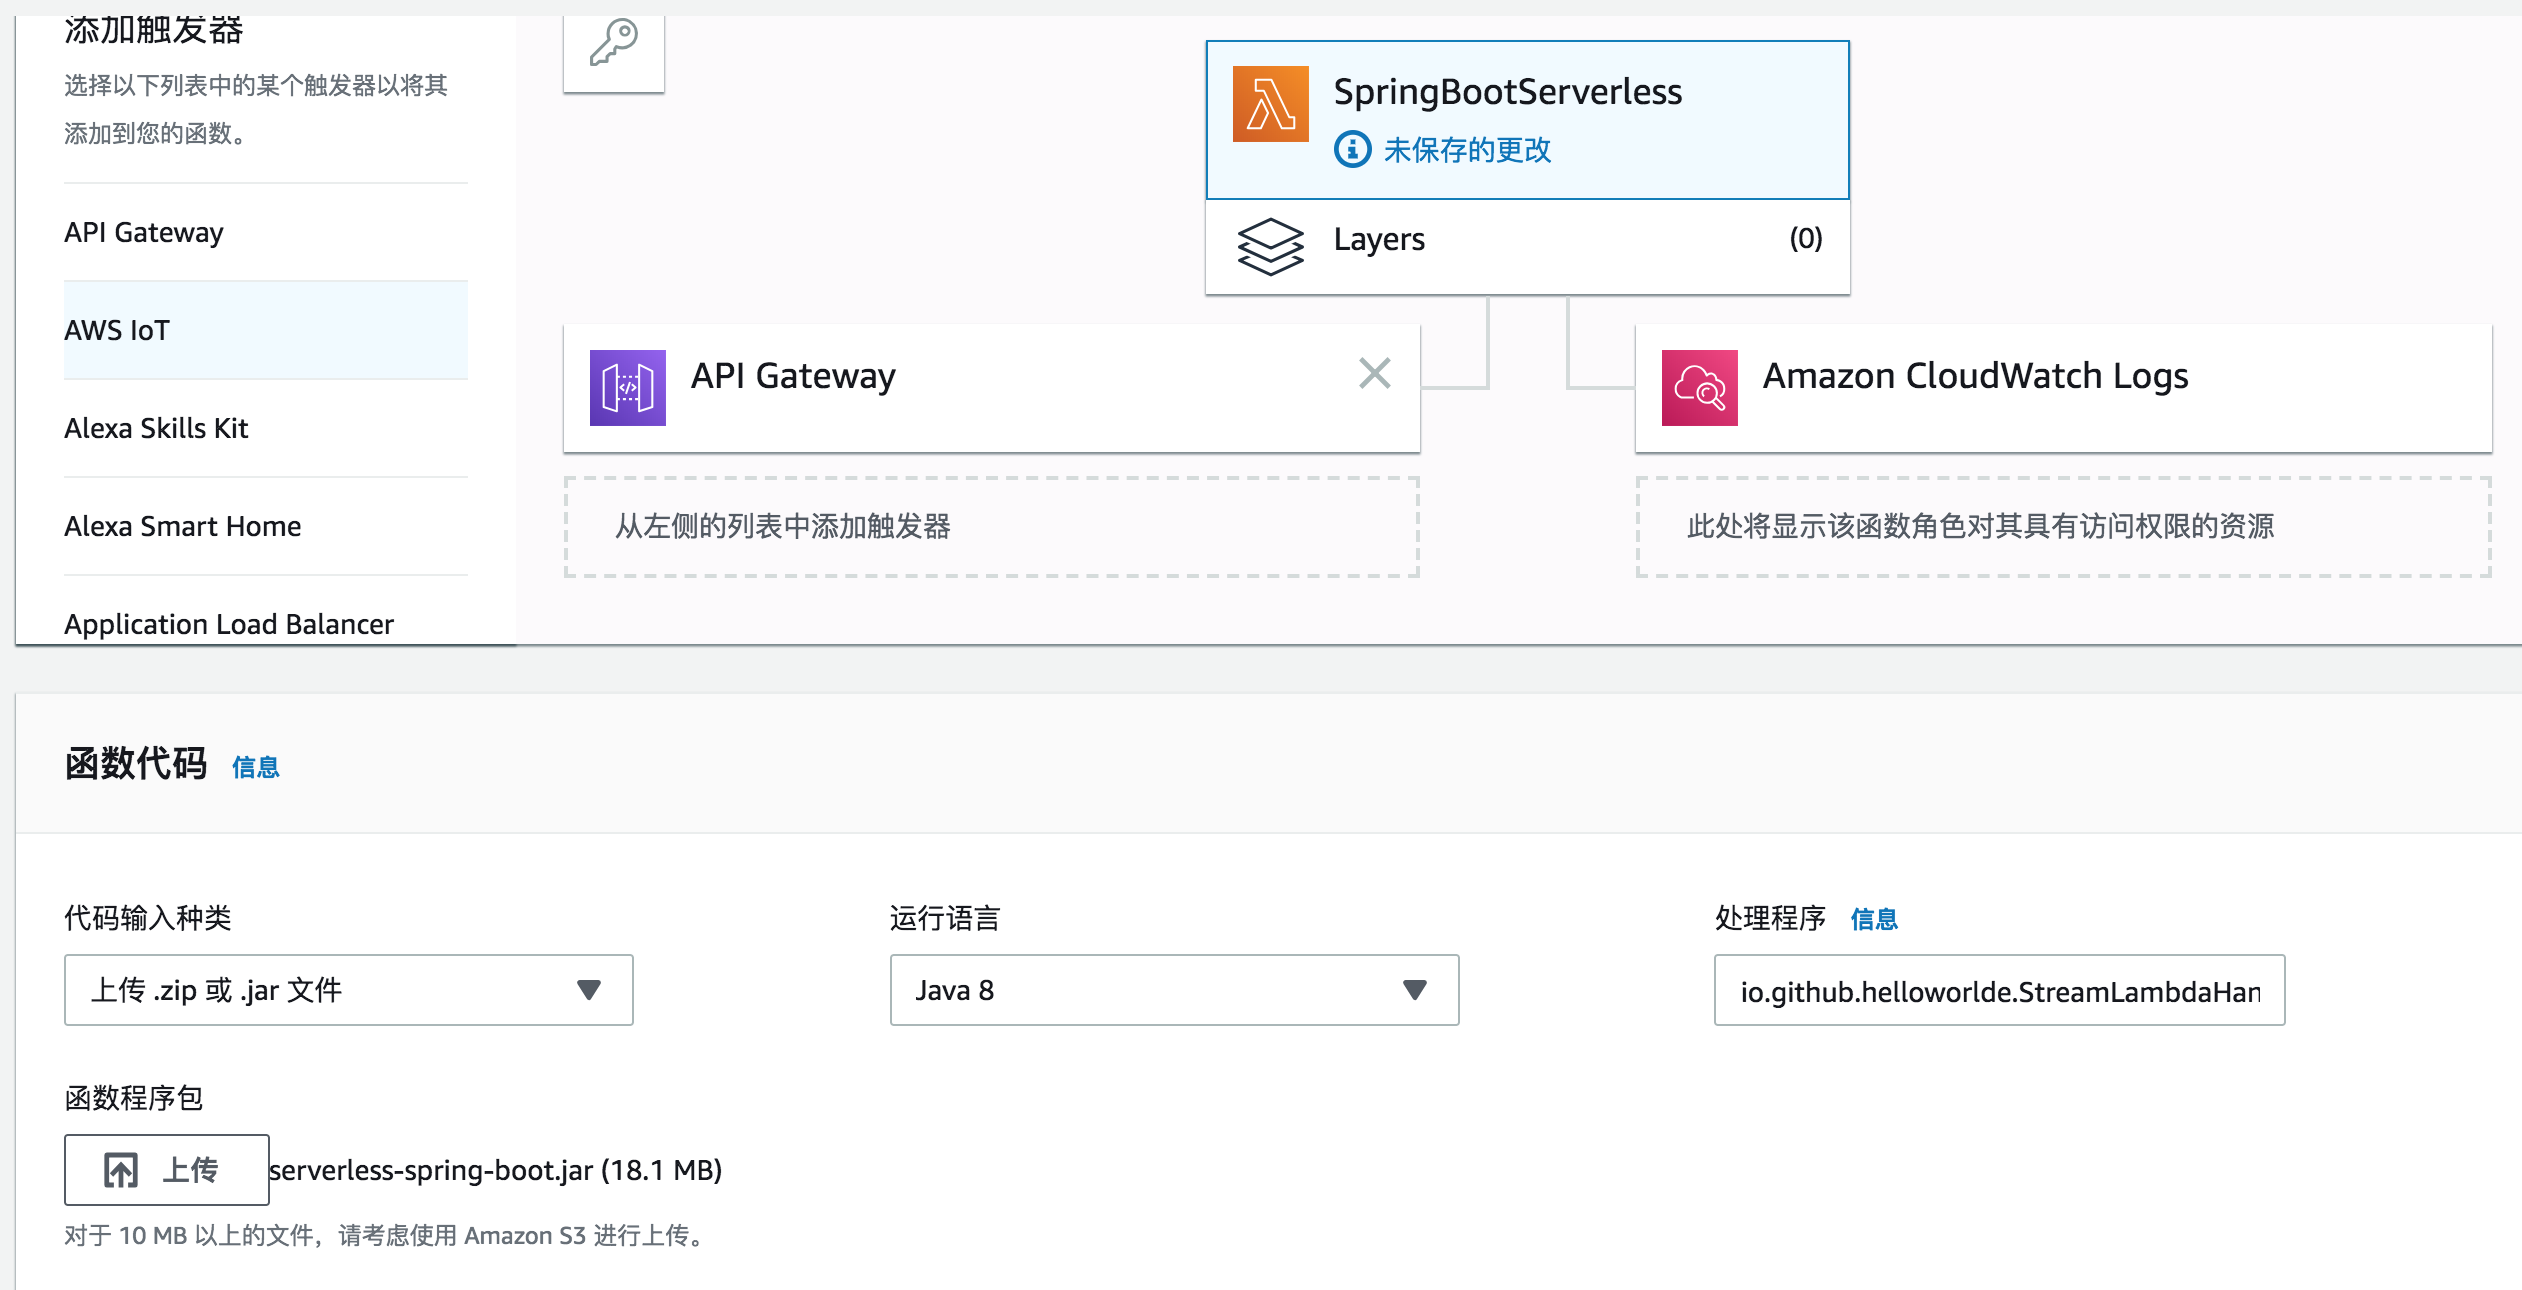 添加触发器
选择以下列表中的某个触发器以将其
添加到您的函数。
API Gateway
AWS IoT
Alexa Skills Kit
Alexa Smart Home
Application Load Balancer
SpringBootServerless
未保存的更改
Layers
(0)
API Gateway
Amazon CloudWatch Logs
从左侧的列表中添加触发器
此处将显示该函数角色对其具有访问权限的资源
函数代码 信息
代码输入种类
上传 .zip 或 .jar 文件
运行语言
Java 8
处理程序 信息
io.github.helloworlde.StreamLambdaHan
函数程序包
上传
serverless-spring-boot.jar (18.1 MB)
对于 10 MB 以上的文件，请考虑使用 Amazon S3 进行上传。